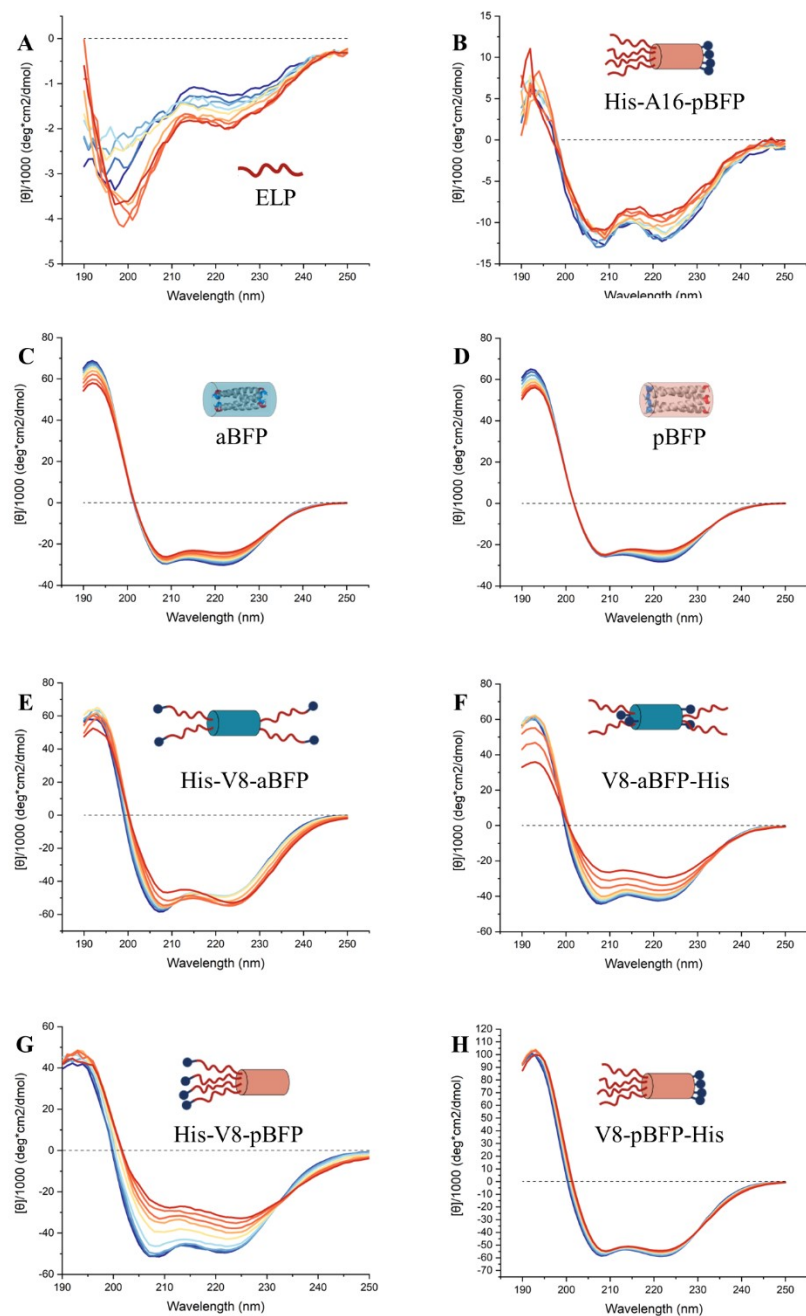 A
0
-1
-2
-3
-4
-5
[θ]/1000 (deg*cm2/dmol)
ELP
190 200 210 220 230 240 250
Wavelength (nm)
B
15
10
5
0
-5
-10
-15
[θ]/1000 (deg*cm2/dmol)
His-A16-pBFP
190 200 210 220 230 240 250
Wavelength (nm)
C
80
60
40
20
0
-20
-40
[θ]/1000 (deg*cm2/dmol)
aBFP
190 200 210 220 230 240 250
Wavelength (nm)
D
80
60
40
20
0
-20
-40
[θ]/1000 (deg*cm2/dmol)
pBFP
190 200 210 220 230 240 250
Wavelength (nm)
E
80
60
40
20
0
-20
-40
-60
[θ]/1000 (deg*cm2/dmol)
His-V8-aBFP
190 200 210 220 230 240 250
Wavelength (nm)
F
80
60
40
20
0
-20
-40
-60
[θ]/1000 (deg*cm2/dmol)
V8-aBFP-His
190 200 210 220 230 240 250
Wavelength (nm)
G
60
40
20
0
-20
-40
-60
[θ]/1000 (deg*cm2/dmol)
His-V8-pBFP
190 200 210 220 230 240 250
Wavelength (nm)
H
120
110
100
90
80
70
60
50
40
30
20
10
0
-10
-20
-30
-40
-50
-60
-70
[θ]/1000 (deg*cm2/dmol)
V8-pBFP-His
190 200 210 220 230 240 250
Wavelength (nm)